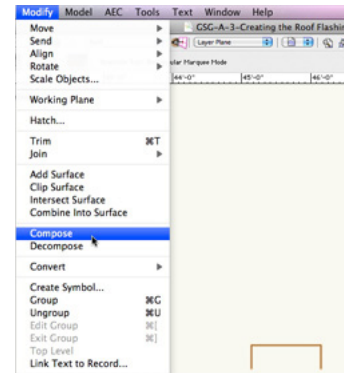 Modify Model AEC Tools Text Window Help
GSG-A-3-Creating the Roof Flashin
Move
Send
Layer Plane
Align
Rotate
ular Marquee Mode
Scale Objects...
44'-0" 45'-0" 46'-0"
Working Plane
Hatch...
Trim ⌘T
Join
Add Surface
Clip Surface
Intersect Surface
Combine Into Surface
Compose
Decompose
Convert
Create Symbol...
Group ⌘G
Ungroup ⌘U
Edit Group ⌘[
Exit Group ⌘]
Top Level
Link Text to Record...